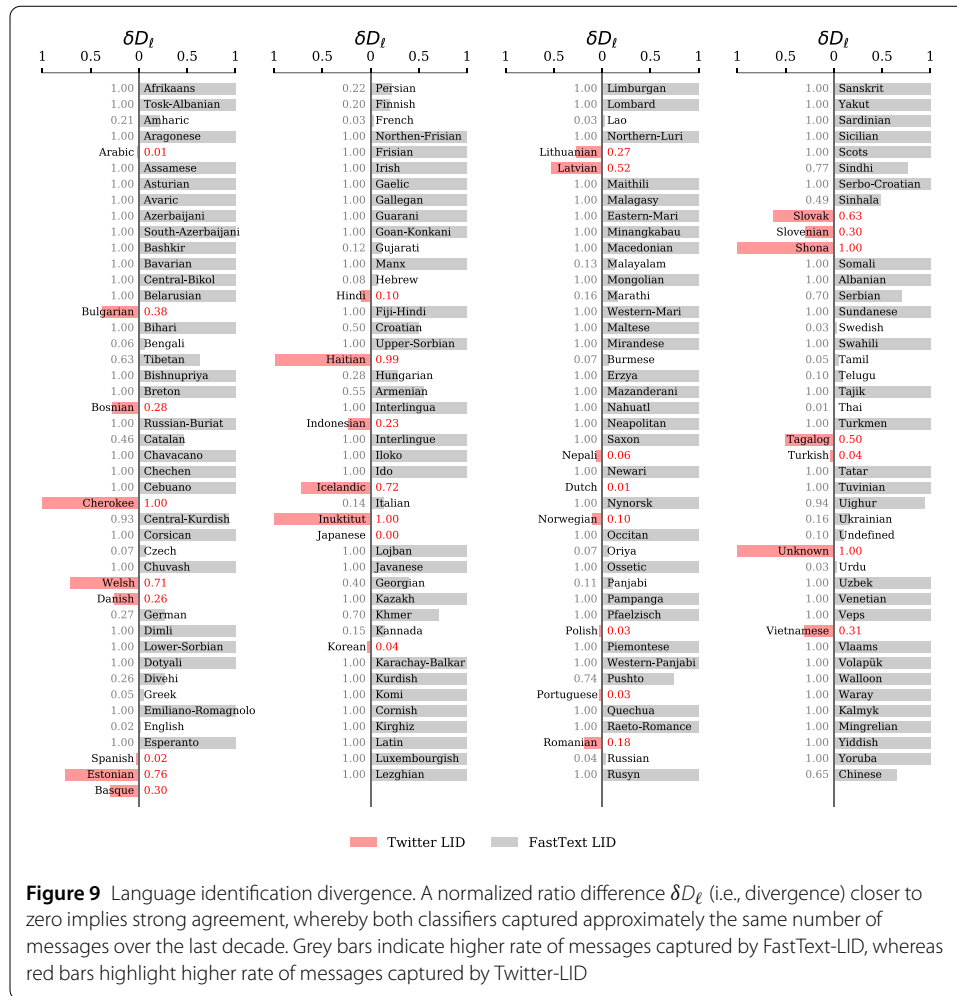 δDℓ
1 0.5 0 0.5 1
1.00 Afrikaans
1.00 Tosk-Albanian
0.21 Amharic
1.00 Aragonese
Arabic 0.01
1.00 Assamese
1.00 Asturian
1.00 Avaric
1.00 Azerbaijani
1.00 South-Azerbaijani
1.00 Bashkir
1.00 Bavarian
1.00 Central-Bikol
1.00 Belarusian
Bulgarian 0.38
1.00 Bihari
0.06 Bengali
0.63 Tibetan
1.00 Bishnupriya
1.00 Breton
Bosnian 0.28
1.00 Russian-Buriat
0.46 Catalan
1.00 Chavacano
1.00 Chechen
1.00 Cebuano
Cherokee 1.00
0.93 Central-Kurdish
1.00 Corsican
0.07 Czech
1.00 Chuvash
Welsh 0.71
Danish 0.26
0.27 German
1.00 Dimli
1.00 Lower-Sorbian
1.00 Dotyali
0.26 Divehi
0.05 Greek
1.00 Emiliano-Romagnolo
0.02 English
1.00 Esperanto
Spanish 0.02
Estonian 0.76
Basque 0.30
δDℓ
1 0.5 0 0.5 1
0.22 Persian
0.20 Finnish
0.03 French
1.00 Northen-Frisian
1.00 Frisian
1.00 Irish
1.00 Gaelic
1.00 Gallegan
1.00 Guarani
1.00 Goan-Konkani
0.12 Gujarati
1.00 Manx
0.08 Hebrew
Hindi 0.10
1.00 Fiji-Hindi
0.50 Croatian
1.00 Upper-Sorbian
Haitian 0.99
0.28 Hungarian
0.55 Armenian
1.00 Interlingua
Indonesian 0.23
1.00 Interlingue
1.00 Iloko
1.00 Ido
Icelandic 0.72
0.14 Italian
Inuktitut 1.00
Japanese 0.00
1.00 Lojban
1.00 Javanese
0.40 Georgian
1.00 Kazakh
0.70 Khmer
0.15 Kannada
Korean 0.04
1.00 Karachay-Balkar
1.00 Kurdish
1.00 Komi
1.00 Cornish
1.00 Kirghiz
1.00 Latin
1.00 Luxembourgish
1.00 Lezghian
δDℓ
1 0.5 0 0.5 1
1.00 Limburgan
1.00 Lombard
0.03 Lao
1.00 Northern-Luri
Lithuanian 0.27
Latvian 0.52
1.00 Maithili
1.00 Malagasy
1.00 Eastern-Mari
1.00 Minangkabau
1.00 Macedonian
0.13 Malayalam
1.00 Mongolian
0.16 Marathi
1.00 Western-Mari
1.00 Maltese
1.00 Mirandese
0.07 Burmese
1.00 Erzya
1.00 Mazanderani
1.00 Nahuatl
1.00 Neapolitan
1.00 Saxon
Nepali 0.06
1.00 Newari
Dutch 0.01
1.00 Nynorsk
Norwegian 0.10
1.00 Occitan
0.07 Oriya
1.00 Ossetic
0.11 Panjabi
1.00 Pampanga
1.00 Pfaelzisch
Polish 0.03
1.00 Piemontese
1.00 Western-Panjabi
0.74 Pushto
Portuguese 0.03
1.00 Quechua
1.00 Raeto-Romance
Romanian 0.18
0.04 Russian
1.00 Rusyn
δDℓ
1 0.5 0 0.5 1
1.00 Sanskrit
1.00 Yakut
1.00 Sardinian
1.00 Sicilian
1.00 Scots
0.77 Sindhi
1.00 Serbo-Croatian
0.49 Sinhala
Slovak 0.63
Slovenian 0.30
Shona 1.00
1.00 Somali
1.00 Albanian
0.70 Serbian
1.00 Sundanese
0.03 Swedish
1.00 Swahili
0.05 Tamil
0.10 Telugu
1.00 Tajik
0.01 Thai
1.00 Turkmen
Tagalog 0.50
Turkish 0.04
1.00 Tatar
1.00 Tuvinian
0.94 Uighur
0.16 Ukrainian
0.10 Undefined
Unknown 1.00
0.03 Urdu
1.00 Uzbek
1.00 Venetian
1.00 Veps
Vietnamese 0.31
1.00 Vlaams
1.00 Volapük
1.00 Walloon
1.00 Waray
1.00 Kalmyk
1.00 Mingrelian
1.00 Yiddish
1.00 Yoruba
0.65 Chinese
Twitter LID FastText LID
Figure 9 Language identification divergence. A normalized ratio difference δDℓ (i.e., divergence) closer to
zero implies strong agreement, whereby both classifiers captured approximately the same number of
messages over the last decade. Grey bars indicate higher rate of messages captured by FastText-LID, whereas
red bars highlight higher rate of messages captured by Twitter-LID